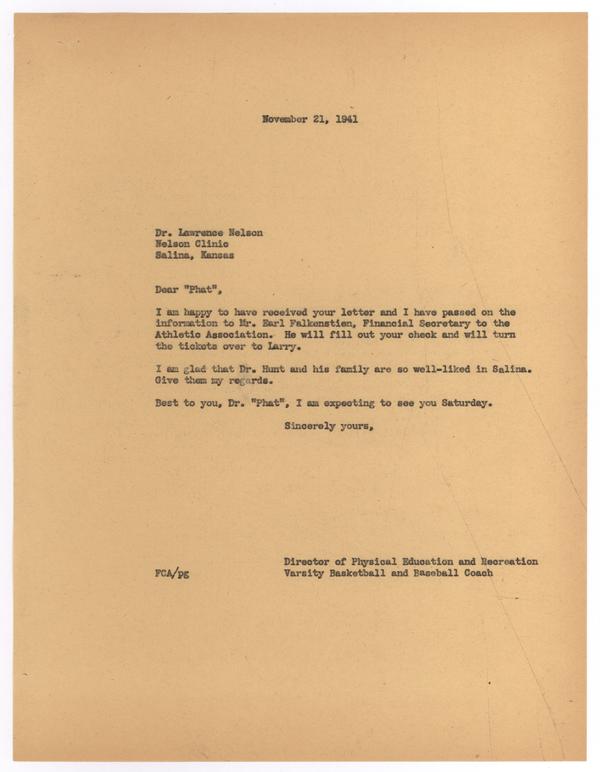 November 21, 1941
Dr. Lawrence Nelson
Nelson Clinic
Salina, Kansas
Dear "Phat",
I am happy to have received your letter and I have passed on the
information to Mr. Earl Falkenstien, Financial Secretary to the
Athletic Association. He will fill out your check and will turn
the tickets over to Larry.
I am glad that Dr. Hunt and his family are so well-liked in Salina.
Give them my regards.
Best to you, Dr. "Phat", I am expecting to see you Saturday.
Sincerely yours,
Director of Physical Education and Recreation
FCA/pg Varsity Basketball and Baseball Coach